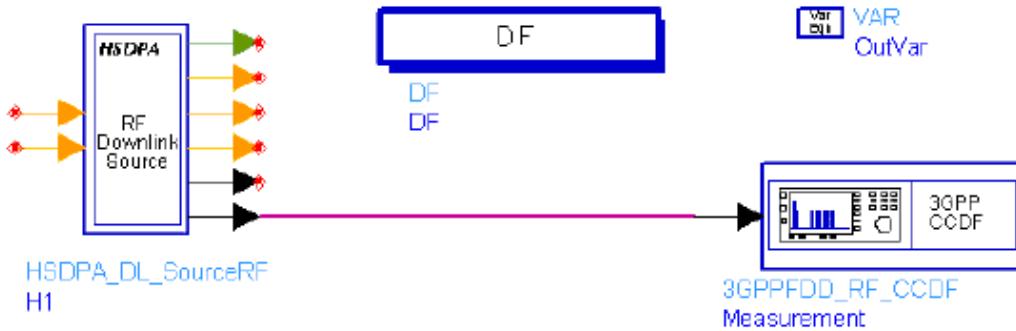 HSDPA
RF
Downlink
Source
HSDPA_DL_SourceRF
H1
DF
DF
DF
Var
Eqn
VAR
OutVar
3GPP
CCDF
3GPPFDD_RF_CCDF
Measurement